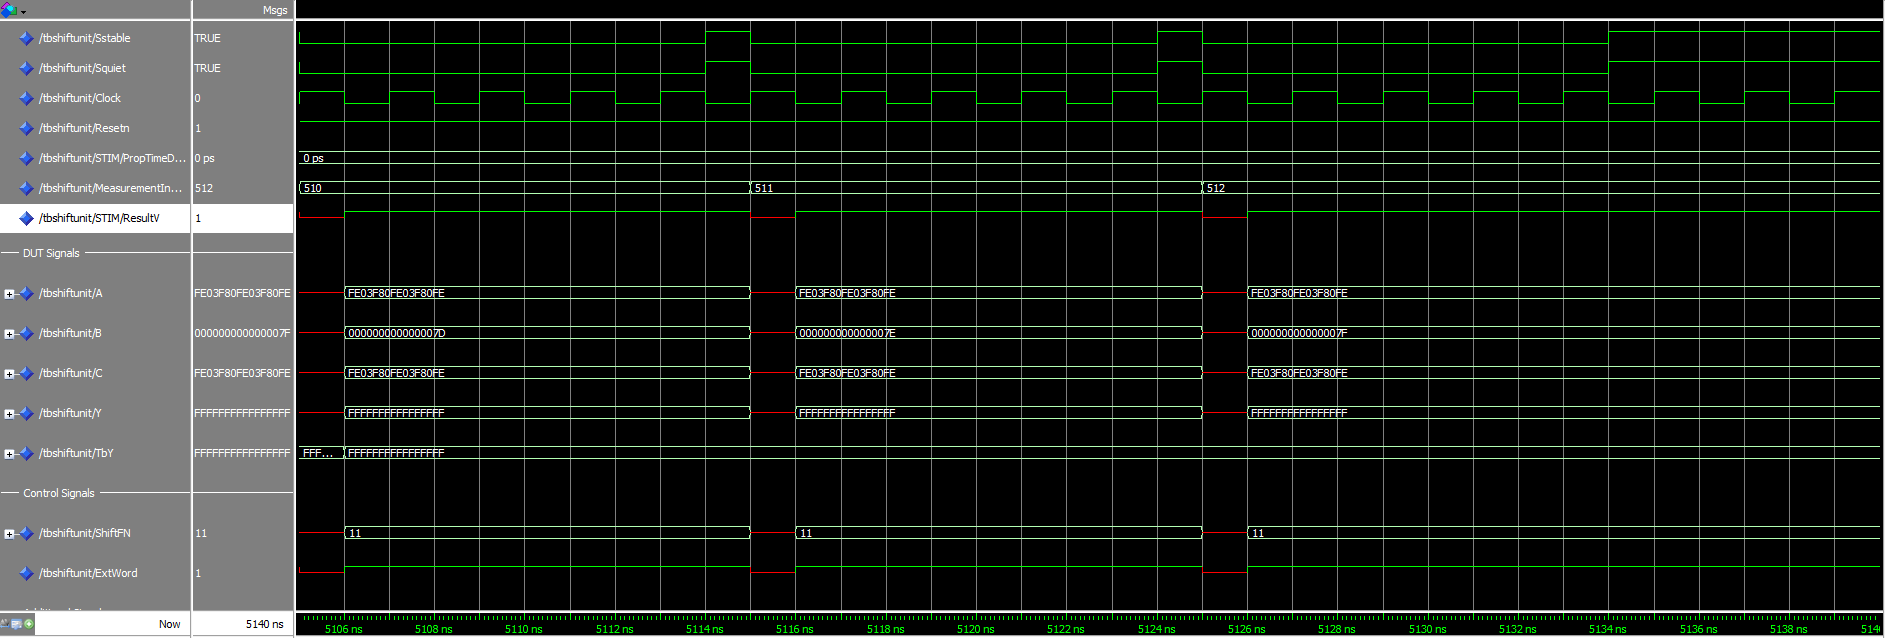 Msgs
/tbshiftunit/Sstable TRUE
/tbshiftunit/Squiet TRUE
/tbshiftunit/Clock 0
/tbshiftunit/Resetn 1
/tbshiftunit/STIM/PropTimeD... 0 ps 0 ps
/tbshiftunit/MeasurementIn... 512 510 511 512
/tbshiftunit/STIM/ResultV 1
DUT Signals
/tbshiftunit/A FE03F80FE03F80FE FE03F80FE03F80FE FE03F80FE03F80FE FE03F80FE03F80FE
/tbshiftunit/B 000000000000007F 000000000000007D 000000000000007E 000000000000007F
/tbshiftunit/C FE03F80FE03F80FE FE03F80FE03F80FE FE03F80FE03F80FE FE03F80FE03F80FE
/tbshiftunit/Y FFFFFFFFFFFFFFFF FFFFFFFFFFFFFFFF FFFFFFFFFFFFFFFF FFFFFFFFFFFFFFFF
/tbshiftunit/TbY FFFFFFFFFFFFFFFF FFF... FFFFFFFFFFFFFFFF
Control Signals
/tbshiftunit/ShiftFN 11 11 11 11
/tbshiftunit/ExtWord 1
Now 5140 ns 5106 ns 5108 ns 5110 ns 5112 ns 5114 ns 5116 ns 5118 ns 5120 ns 5122 ns 5124 ns 5126 ns 5128 ns 5130 ns 5132 ns 5134 ns 5136 ns 5138 ns